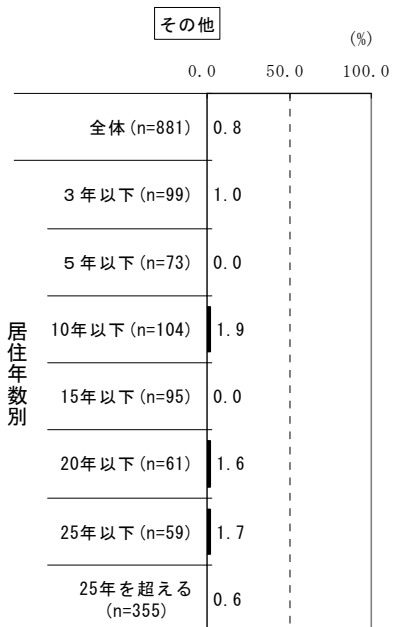 その他
(%)
0.0 50.0 100.0
全体(n=881) 0.8
居住年数別
3年以下(n=99) 1.0
5年以下(n=73) 0.0
10年以下(n=104) 1.9
15年以下(n=95) 0.0
20年以下(n=61) 1.6
25年以下(n=59) 1.7
25年を超える
(n=355) 0.6